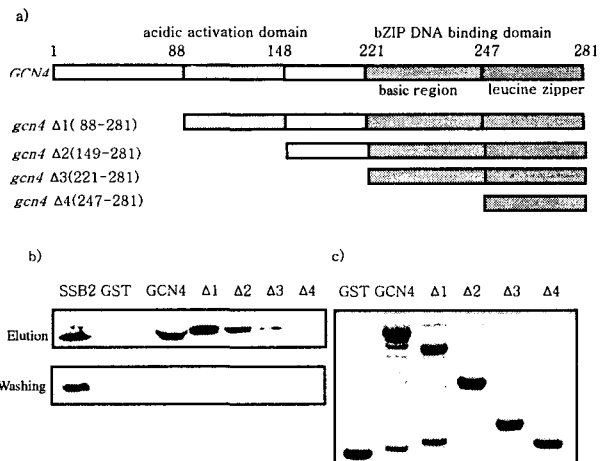 a)
acidic activation domain bZIP DNA binding domain
1 88 148 221 247 281
GCN4
basic region leucine zipper
gcn4 Δ1( 88-281)
gcn4 Δ2(149-281)
gcn4 Δ3(221-281)
gcn4 Δ4(247-281)
b) c)
SSB2 GST GCN4 Δ1 Δ2 Δ3 Δ4
GST GCN4 Δ1 Δ2 Δ3 Δ4
Elution
Washing